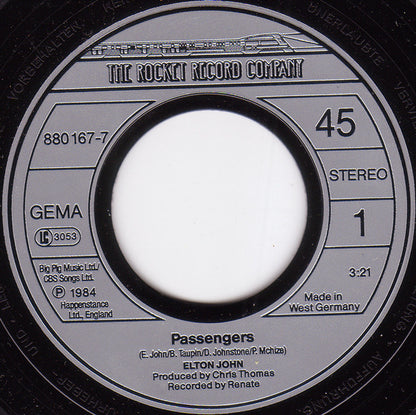 VORBEHALTEN.
UNERLAUBTE
THE ROCKET RECORD COMPANY
880 167-7
45
STEREO
GEMA
LC 3053
1
Big Pig Music Ltd./
CBS Songs Ltd.
Ⓟ 1984
Happenstance
Ltd., England
3:21
Made in
West Germany
Passengers
(E. John/B. Taupin/D. Johnstone/P. Mchize)
ELTON JOHN
Produced by Chris Thomas
Recorded by Renate